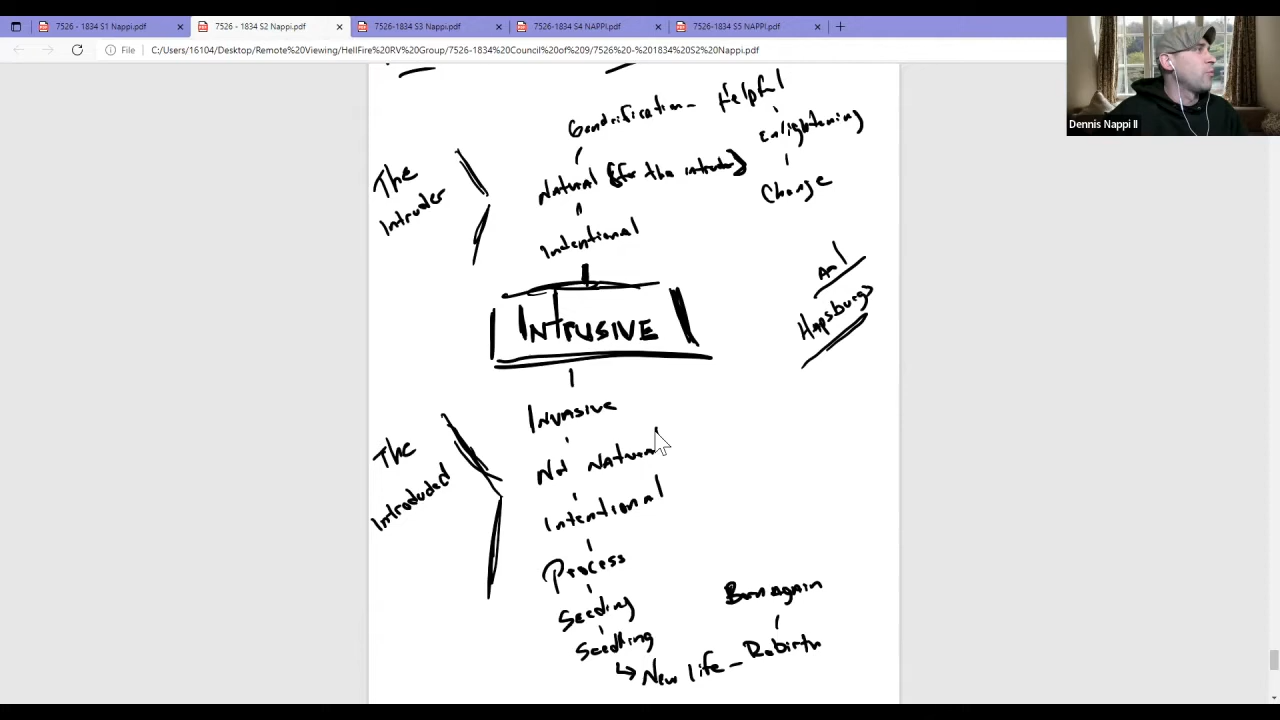 7526 - 1834 S1 Nappi.pdf
7526 - 1834 S2 Nappi.pdf
7526-1834 S3 Nappi.pdf
7526-1834 S4 NAPPI.pdf
7526-1834 S5 NAPPI.pdf
File
C:/Users/16104/Desktop/Remote%20Viewing/HellFire%20RV%20Group/7526-1834%20Council%20of%209/7526%20-%201834%20S2%20Nappi.pdf
Dennis Nappi II
Gendrification - Helpful
Enlightening
Change
Natural (for the intruder)
Intentional
The
Intruder
INTRUSIVE
AnI
Hapsburgs
The
Introduded
Invasive
Not Natural
Intentional
Process
Seeding
Seedling
New life - Rebirth
Born again